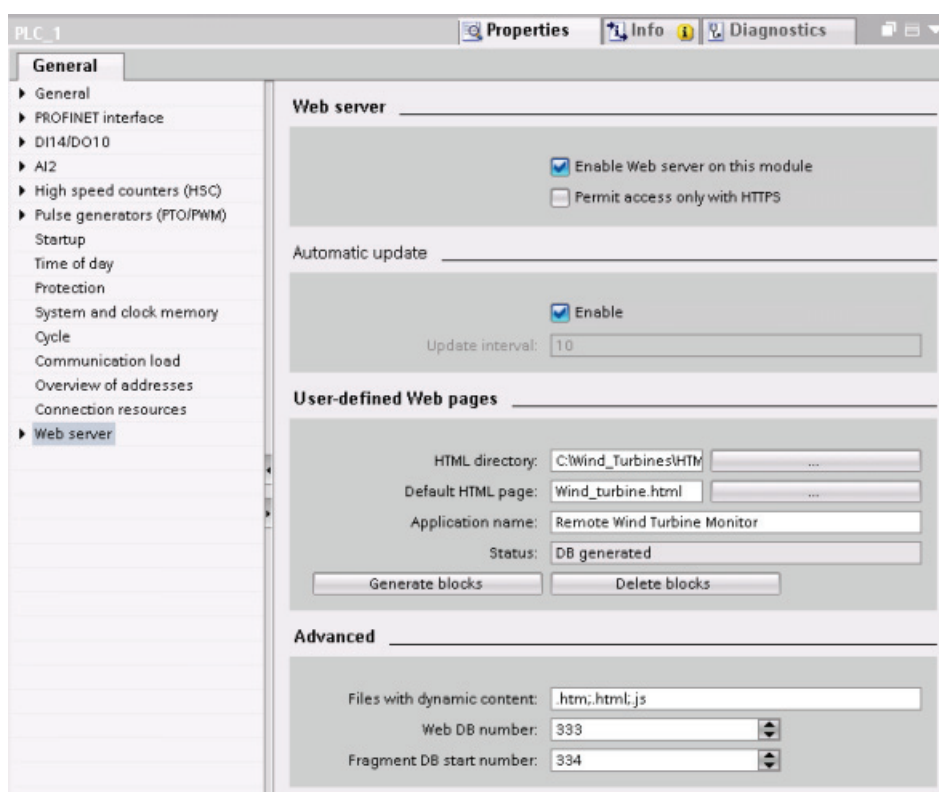 PLC_1
Properties
Info
Diagnostics
General
General
PROFINET interface
DI14/DO10
AI2
High speed counters (HSC)
Pulse generators (PTO/PWM)
Startup
Time of day
Protection
System and clock memory
Cycle
Communication load
Overview of addresses
Connection resources
Web server
Web server
Enable Web server on this module
Permit access only with HTTPS
Automatic update
Enable
Update interval: 10
User-defined Web pages
HTML directory: C:\Wind_Turbines\HTM ...
Default HTML page: Wind_turbine.html ...
Application name: Remote Wind Turbine Monitor
Status: DB generated
Generate blocks Delete blocks
Advanced
Files with dynamic content: .htm;.html;.js
Web DB number: 333
Fragment DB start number: 334